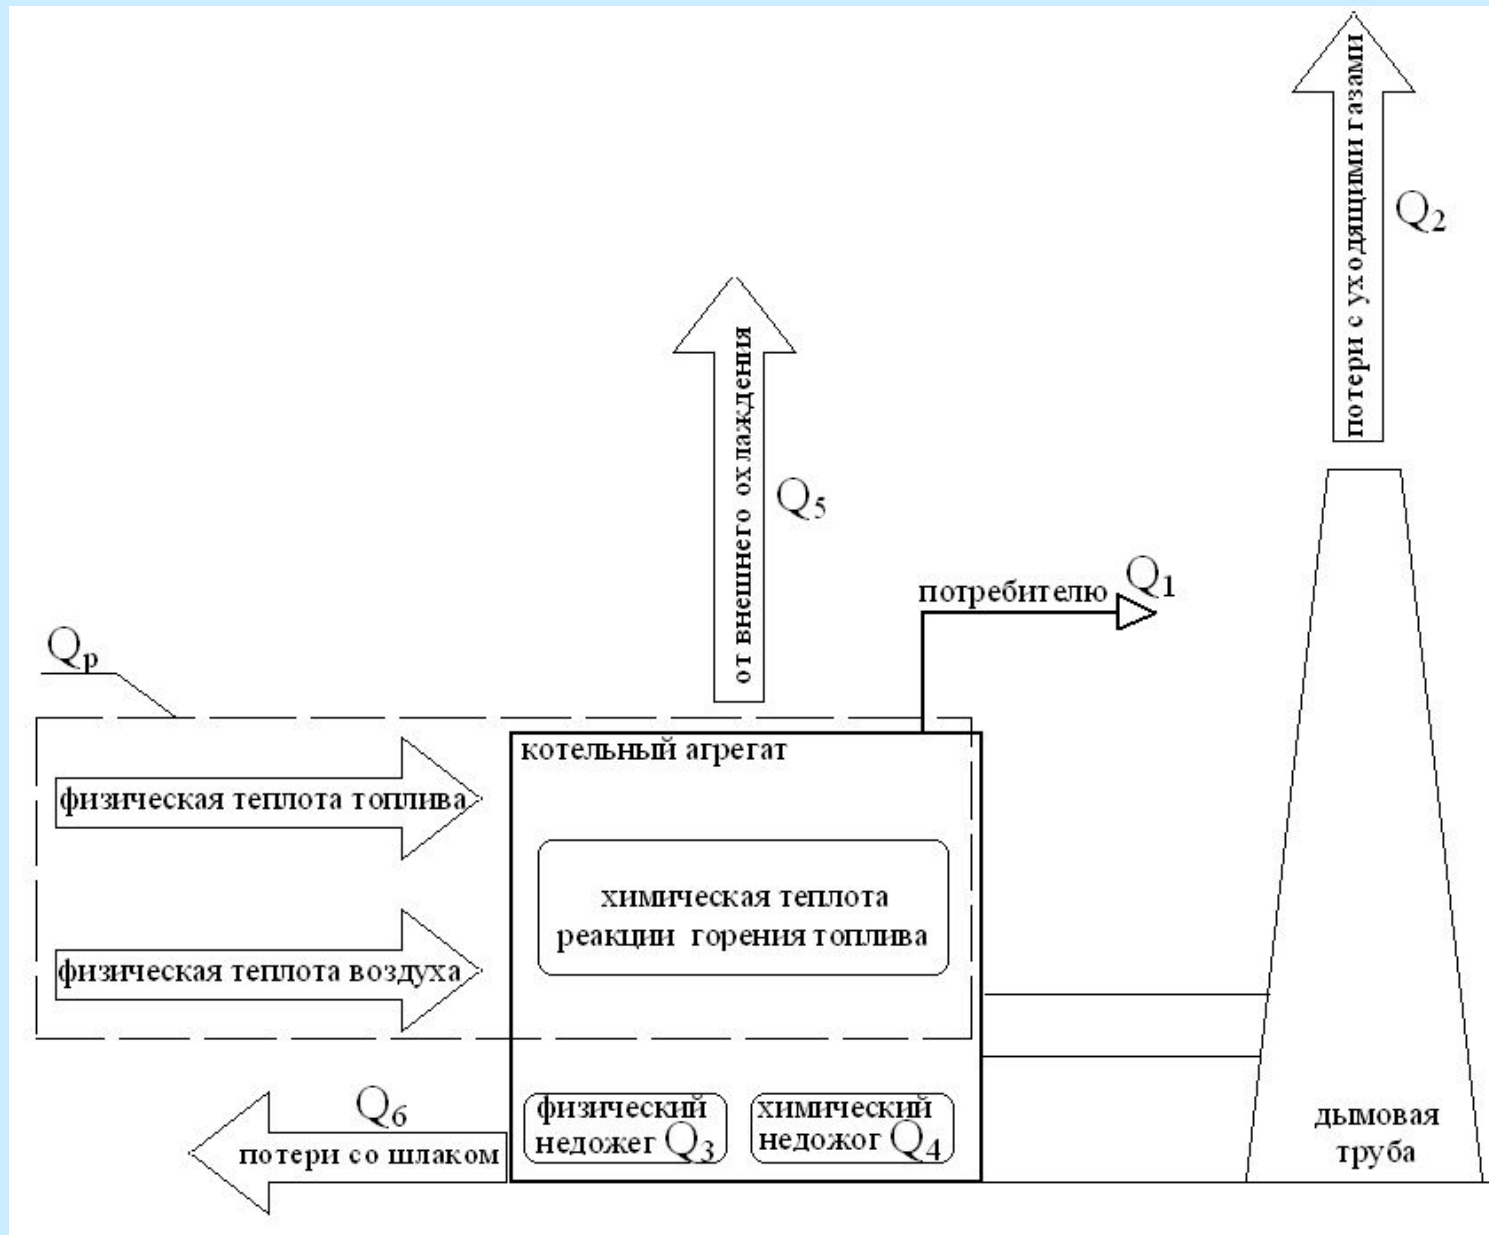 потери с уходящими газами
Q2
от внешнего охлаждения
Q5
потребителю
Q1
Qр
котельный агрегат
физическая теплота топлива
химическая теплота
реакции горения топлива
физическая теплота воздуха
Q6
потери со шлаком
физический
недожег Q3
химический
недожог Q4
дымовая
труба